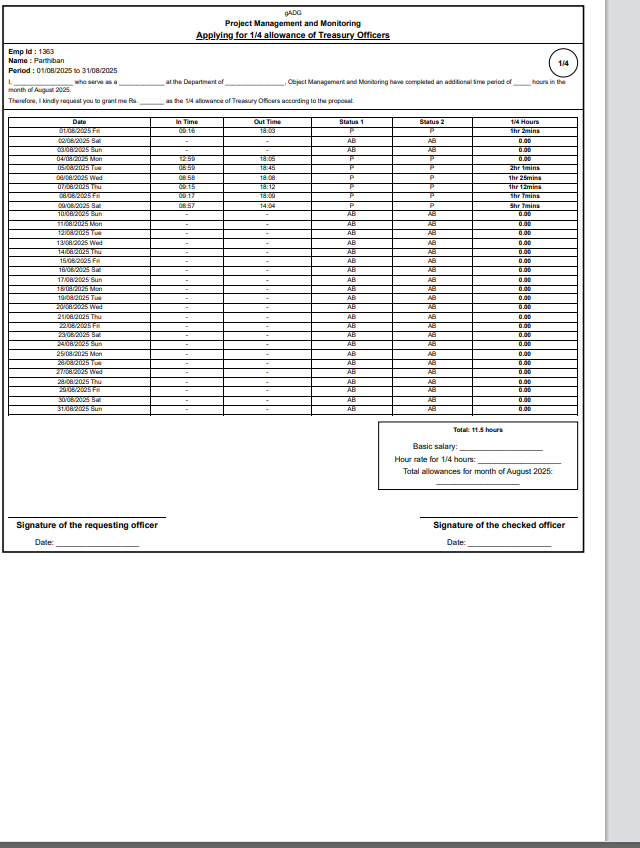 gADG
Project Management and Monitoring
Applying for 1/4 allowance of Treasury Officers
Emp Id : 1363
Name : Parthiban
Period : 01/08/2025 to 31/08/2025
1/4
I, __________________ who serve as a ______________ at the Department of __________________, Object Management and Monitoring have completed an additional time period of _____ hours in the
month of August 2025.
Therefore, I kindly request you to grant me Rs. _______ as the 1/4 allowance of Treasury Officers according to the proposal.
Date In Time Out Time Status 1 Status 2 1/4 Hours
01/08/2025 Fri 09:16 18:03 P P 1hr 2mins
02/08/2025 Sat - - AB AB 0.00
03/08/2025 Sun - - AB AB 0.00
04/08/2025 Mon 12:59 18:05 P P 0.00
05/08/2025 Tue 08:59 18:45 P P 2hr 1mins
06/08/2025 Wed 08:58 18:08 P P 1hr 25mins
07/08/2025 Thu 09:15 18:12 P P 1hr 12mins
08/08/2025 Fri 09:17 18:09 P P 1hr 7mins
09/08/2025 Sat 08:57 14:04 P P 5hr 7mins
10/08/2025 Sun - - AB AB 0.00
11/08/2025 Mon - - AB AB 0.00
12/08/2025 Tue - - AB AB 0.00
13/08/2025 Wed - - AB AB 0.00
14/08/2025 Thu - - AB AB 0.00
15/08/2025 Fri - - AB AB 0.00
16/08/2025 Sat - - AB AB 0.00
17/08/2025 Sun - - AB AB 0.00
18/08/2025 Mon - - AB AB 0.00
19/08/2025 Tue - - AB AB 0.00
20/08/2025 Wed - - AB AB 0.00
21/08/2025 Thu - - AB AB 0.00
22/08/2025 Fri - - AB AB 0.00
23/08/2025 Sat - - AB AB 0.00
24/08/2025 Sun - - AB AB 0.00
25/08/2025 Mon - - AB AB 0.00
26/08/2025 Tue - - AB AB 0.00
27/08/2025 Wed - - AB AB 0.00
28/08/2025 Thu - - AB AB 0.00
29/08/2025 Fri - - AB AB 0.00
30/08/2025 Sat - - AB AB 0.00
31/08/2025 Sun - - AB AB 0.00
Total: 11.5 hours
Basic salary: ____________________
Hour rate for 1/4 hours: ____________________
Total allowances for month of August 2025:
____________________
Signature of the requesting officer
Signature of the checked officer
Date: ____________________
Date: ____________________